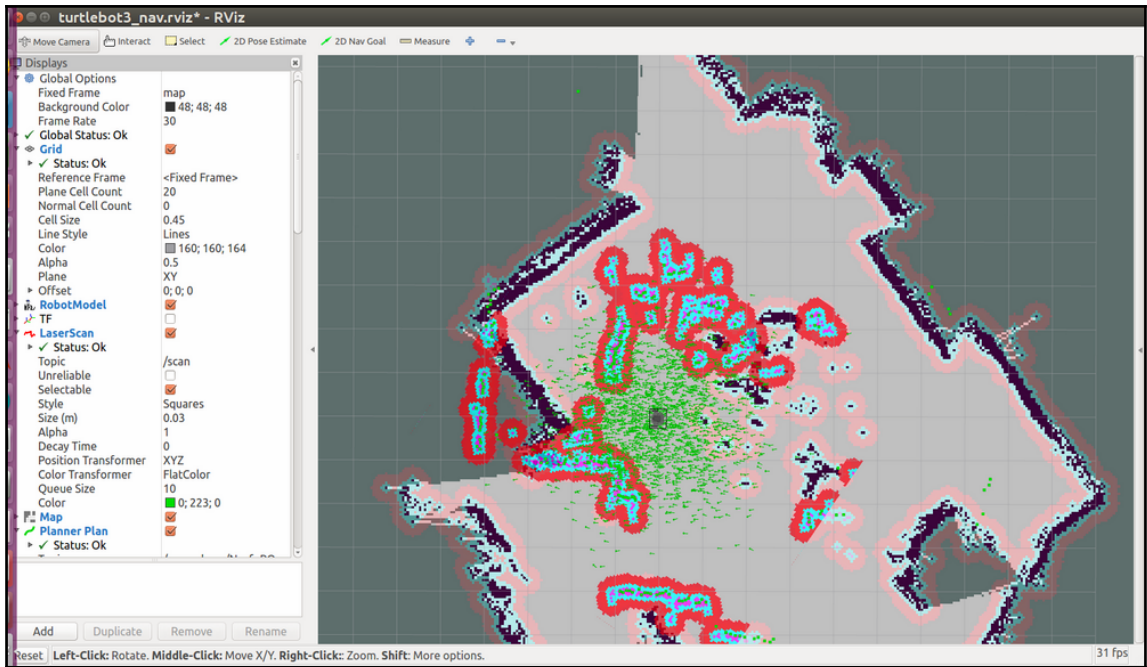 turtlebot3_nav.rviz* - RViz
Move Camera Interact Select 2D Pose Estimate 2D Nav Goal Measure
Displays
Global Options
Fixed Frame map
Background Color 48; 48; 48
Frame Rate 30
Global Status: Ok
Grid
Status: Ok
Reference Frame <Fixed Frame>
Plane Cell Count 20
Normal Cell Count 0
Cell Size 0.45
Line Style Lines
Color 160; 160; 164
Alpha 0.5
Plane XY
Offset 0; 0; 0
RobotModel
TF
LaserScan
Status: Ok
Topic /scan
Unreliable
Selectable
Style Squares
Size (m) 0.03
Alpha 1
Decay Time 0
Position Transformer XYZ
Color Transformer FlatColor
Queue Size 10
Color 0; 223; 0
Map
Planner Plan
Status: Ok
Add Duplicate Remove Rename
Reset Left-Click: Rotate. Middle-Click: Move X/Y. Right-Click:: Zoom. Shift: More options. 31 fps